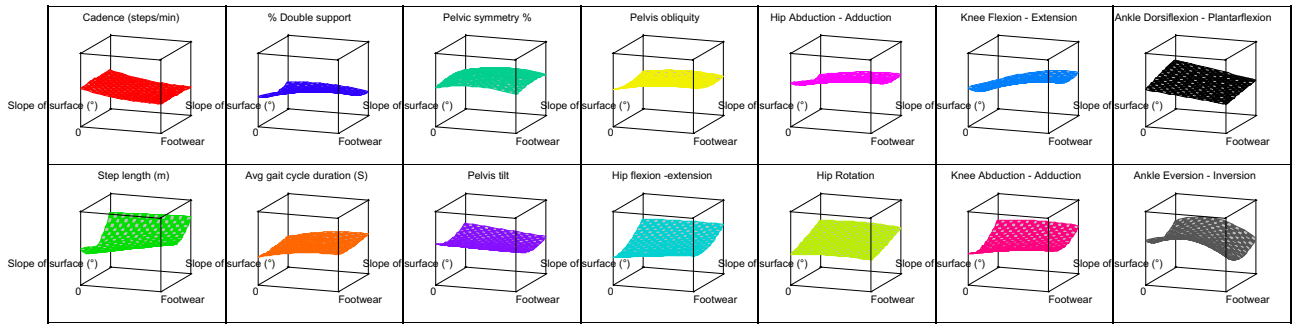 Cadence (steps/min)
% Double support
Pelvic symmetry %
Pelvis obliquity
Hip Abduction - Adduction
Knee Flexion - Extension
Ankle Dorsiflexion - Plantarflexion
Slope of surface (°)
Slope of surface (°)
Slope of surface (°)
Slope of surface (°)
Slope of surface (°)
Slope of surface (°)
Slope of surface (°)
0
0
0
0
0
0
0
Footwear
Footwear
Footwear
Footwear
Footwear
Footwear
Footwear
Step length (m)
Avg gait cycle duration (S)
Pelvis tilt
Hip flexion -extension
Hip Rotation
Knee Abduction - Adduction
Ankle Eversion - Inversion
Slope of surface (°)
Slope of surface (°)
Slope of surface (°)
Slope of surface (°)
Slope of surface (°)
Slope of surface (°)
Slope of surface (°)
0
0
0
0
0
0
0
Footwear
Footwear
Footwear
Footwear
Footwear
Footwear
Footwear